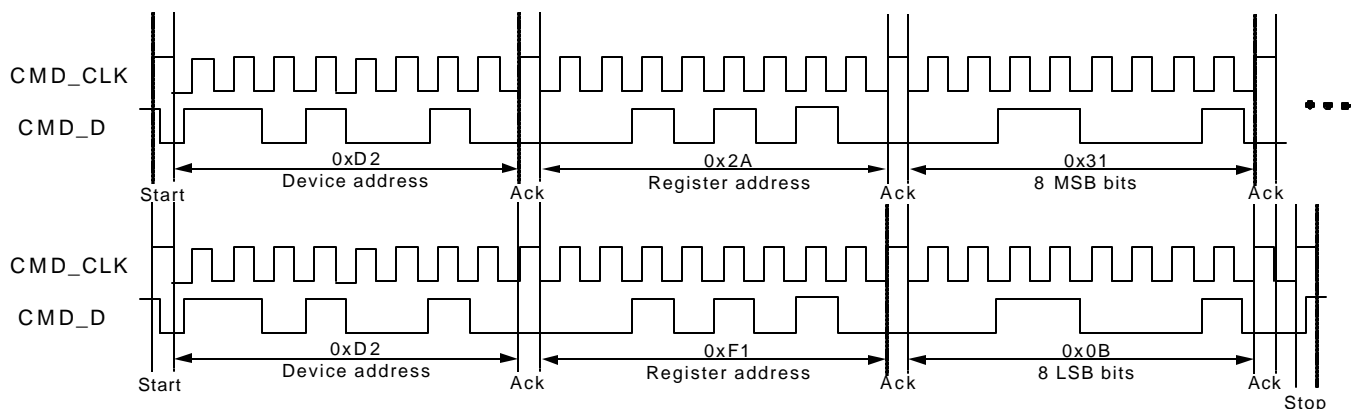 CMD_CLK
CMD_D
0xD2
0x2A
0x31
Device address
Register address
8 MSB bits
Start
Ack
Ack
Ack
CMD_CLK
CMD_D
0xD2
0xF1
0x0B
Device address
Register address
8 LSB bits
Start
Ack
Ack
Ack
Stop